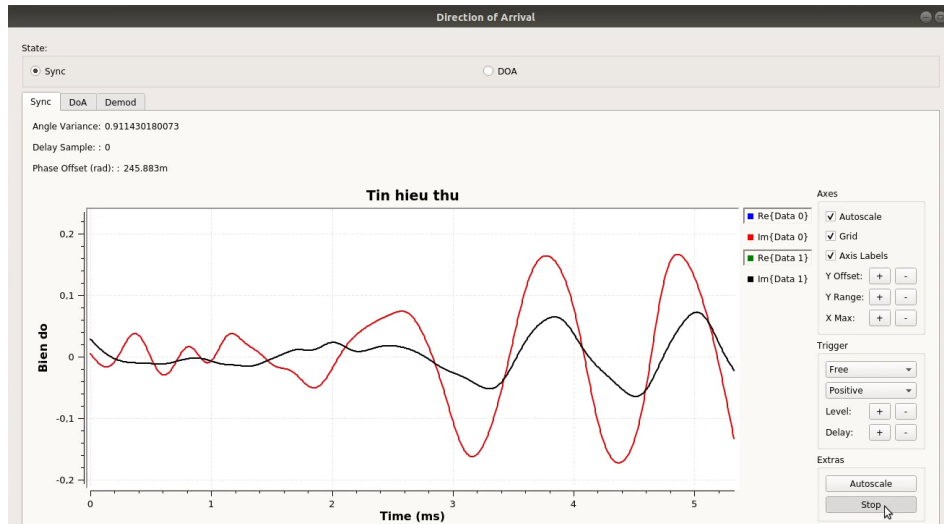 Direction of Arrival
State:
Sync
DOA
Sync DoA Demod
Angle Variance: 0.911430180073
Delay Sample: : 0
Phase Offset (rad): : 245.883m
Tin hieu thu
Bien do
0,2
0,1
0
-0,1
-0,2
0 1 2 3 4 5
Time (ms)
Re{Data 0}
Im{Data 0}
Re{Data 1}
Im{Data 1}
Axes
Autoscale
Grid
Axis Labels
Y Offset: + -
Y Range: + -
X Max: + -
Trigger
Free
Positive
Level: + -
Delay: + -
Extras
Autoscale
Stop